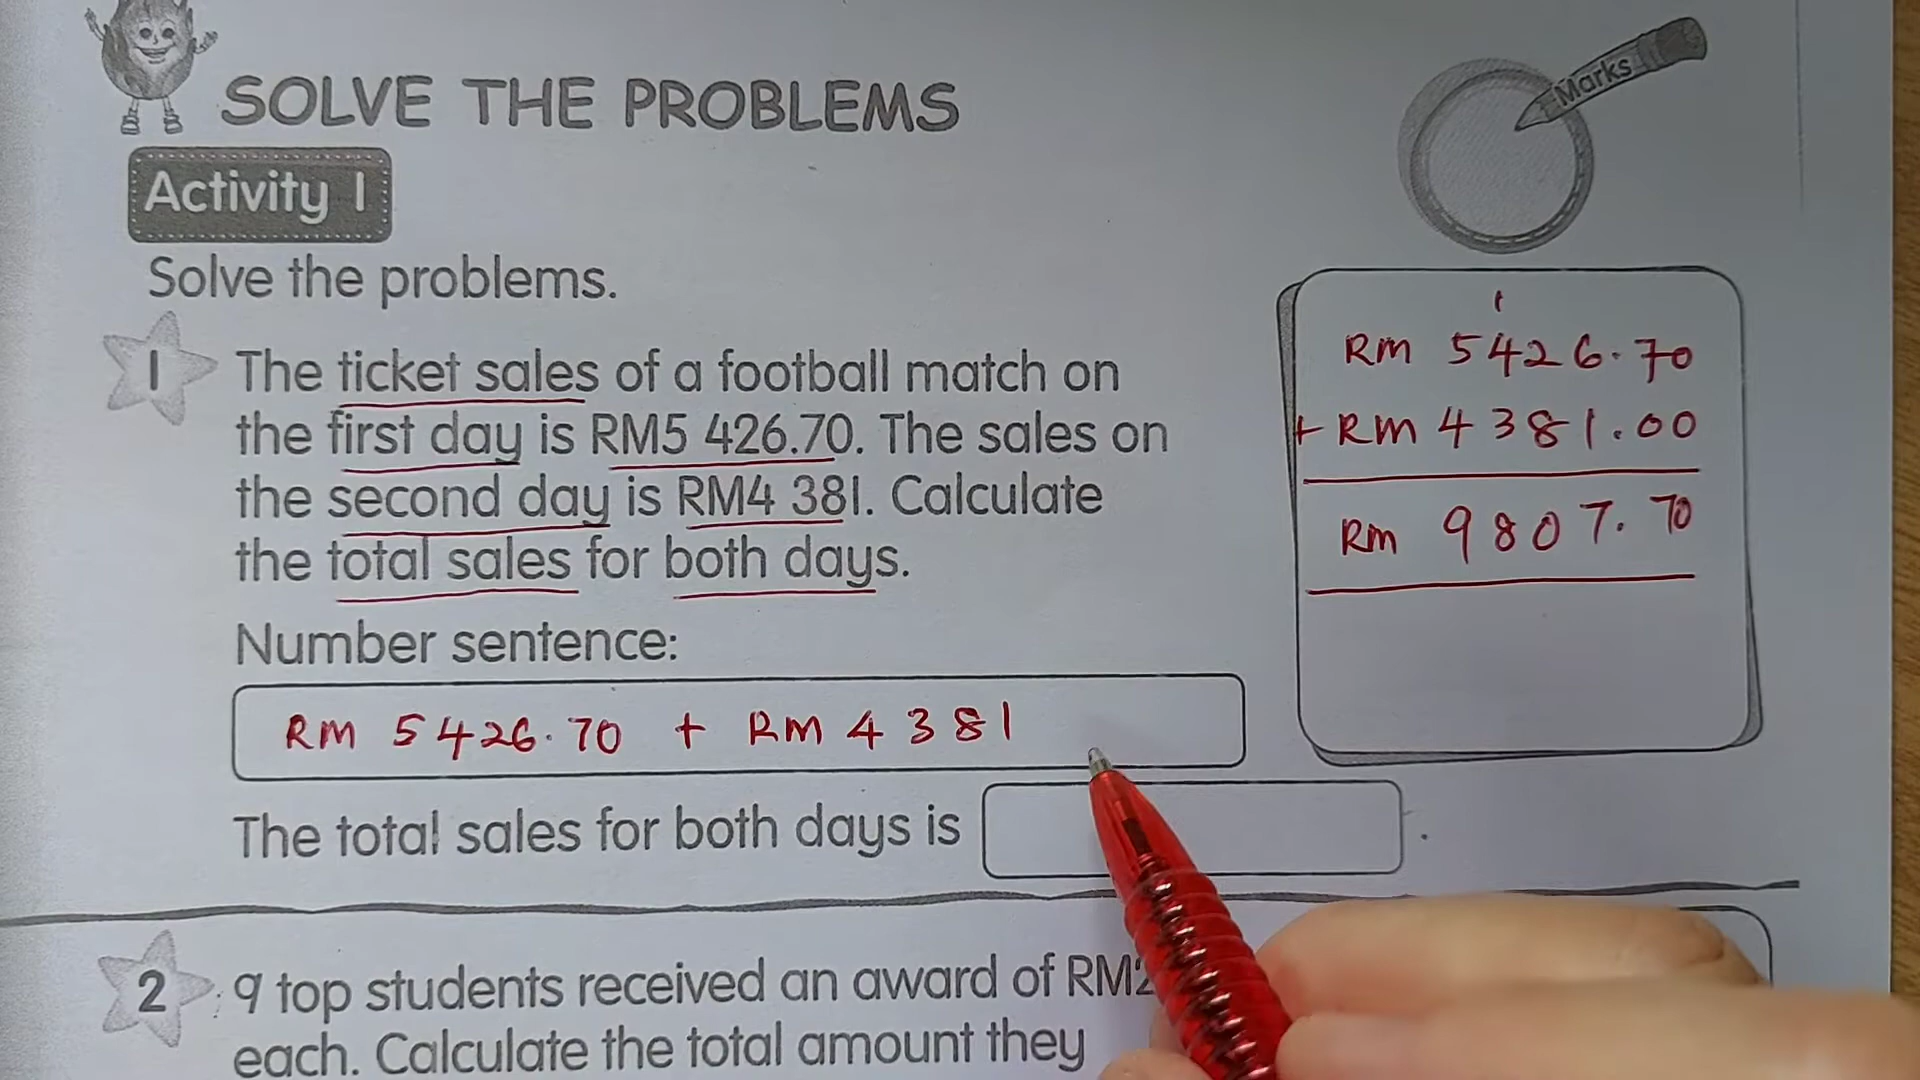 SOLVE THE PROBLEMS
Marks
Activity 1
Solve the problems.
1 The ticket sales of a football match on
the first day is RM5 426.70. The sales on
the second day is RM4 381. Calculate
the total sales for both days.
Number sentence:
RM 5426.70 + RM 4381
The total sales for both days is .
1
RM 5426.70
+ RM 4381.00
RM 9807.70
2 9 top students received an award of RM2
each. Calculate the total amount they